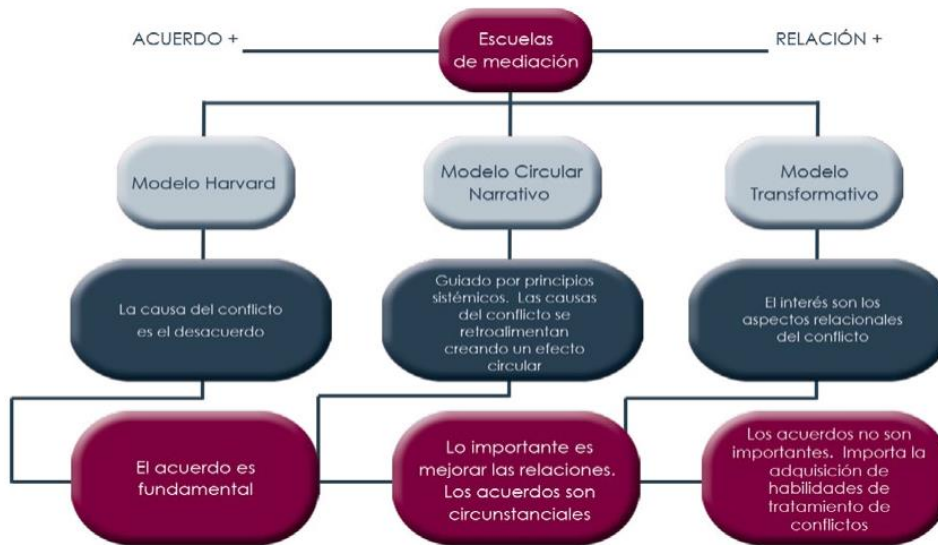 ACUERDO +
Escuelas
de mediación
RELACIÓN +
Modelo Harvard
Modelo Circular
Narrativo
Modelo
Transformativo
La causa del conflicto
es el desacuerdo
Guiado por principios
sistémicos. Las causas
del conflicto se
retroalimentan
creando un efecto
circular
El interés son los
aspectos relacionales
del conflicto
El acuerdo es
fundamental
Lo importante es
mejorar las relaciones.
Los acuerdos son
circunstanciales
Los acuerdos no son
importantes. Importa la
adquisición de
habilidades de
tratamiento de
conflictos